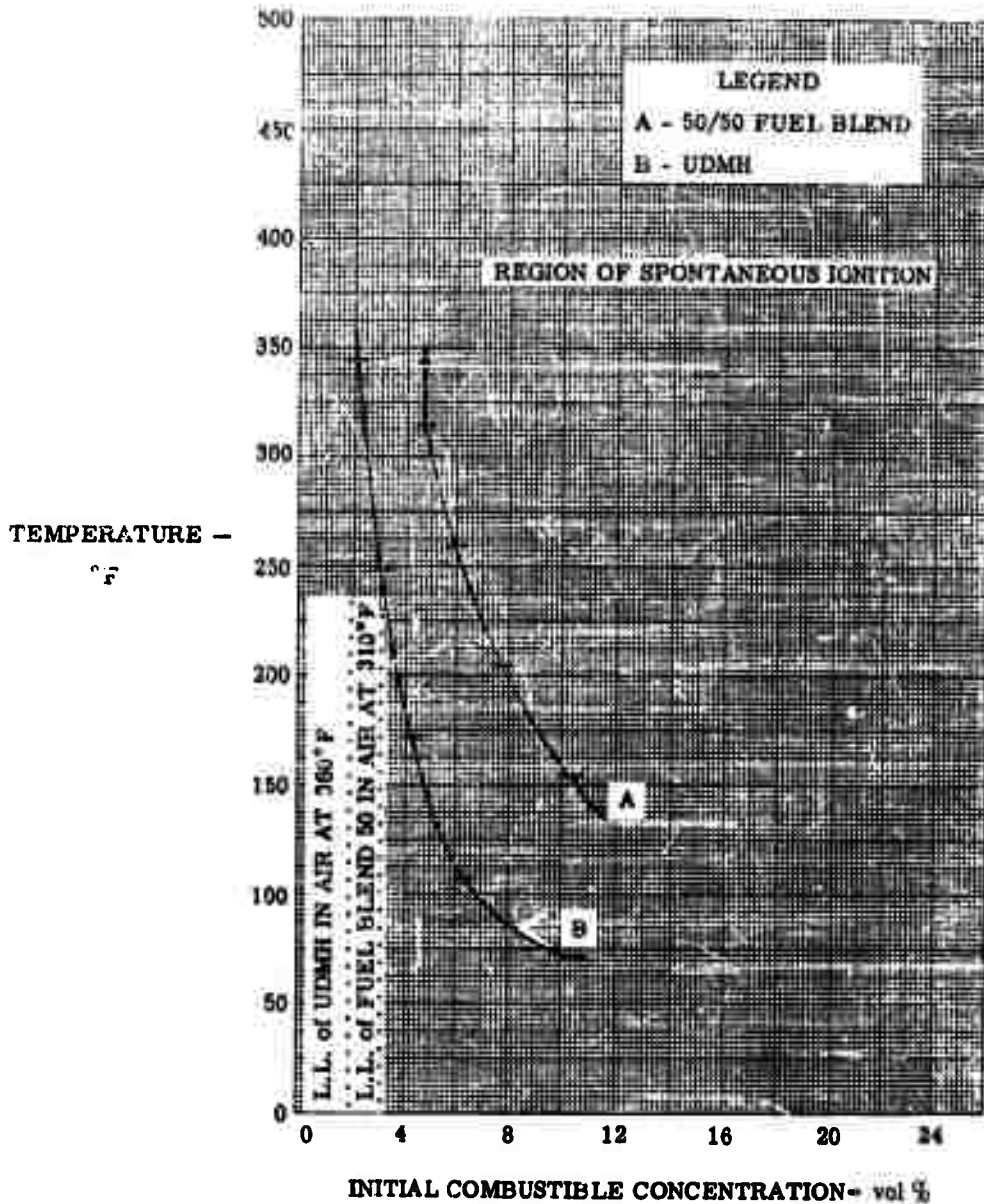 500
LEGEND
A - 50/50 FUEL BLEND
B - UDMH
450
400
REGION OF SPONTANEOUS IGNITION
350
300
TEMPERATURE –
°F
250
200
150
A
100
B
50
0
L.L. of UDMH IN AIR AT 360°F
L.L. of FUEL BLEND 50 IN AIR AT 310°F
0 4 8 12 16 20 24
INITIAL COMBUSTIBLE CONCENTRATION- vol %